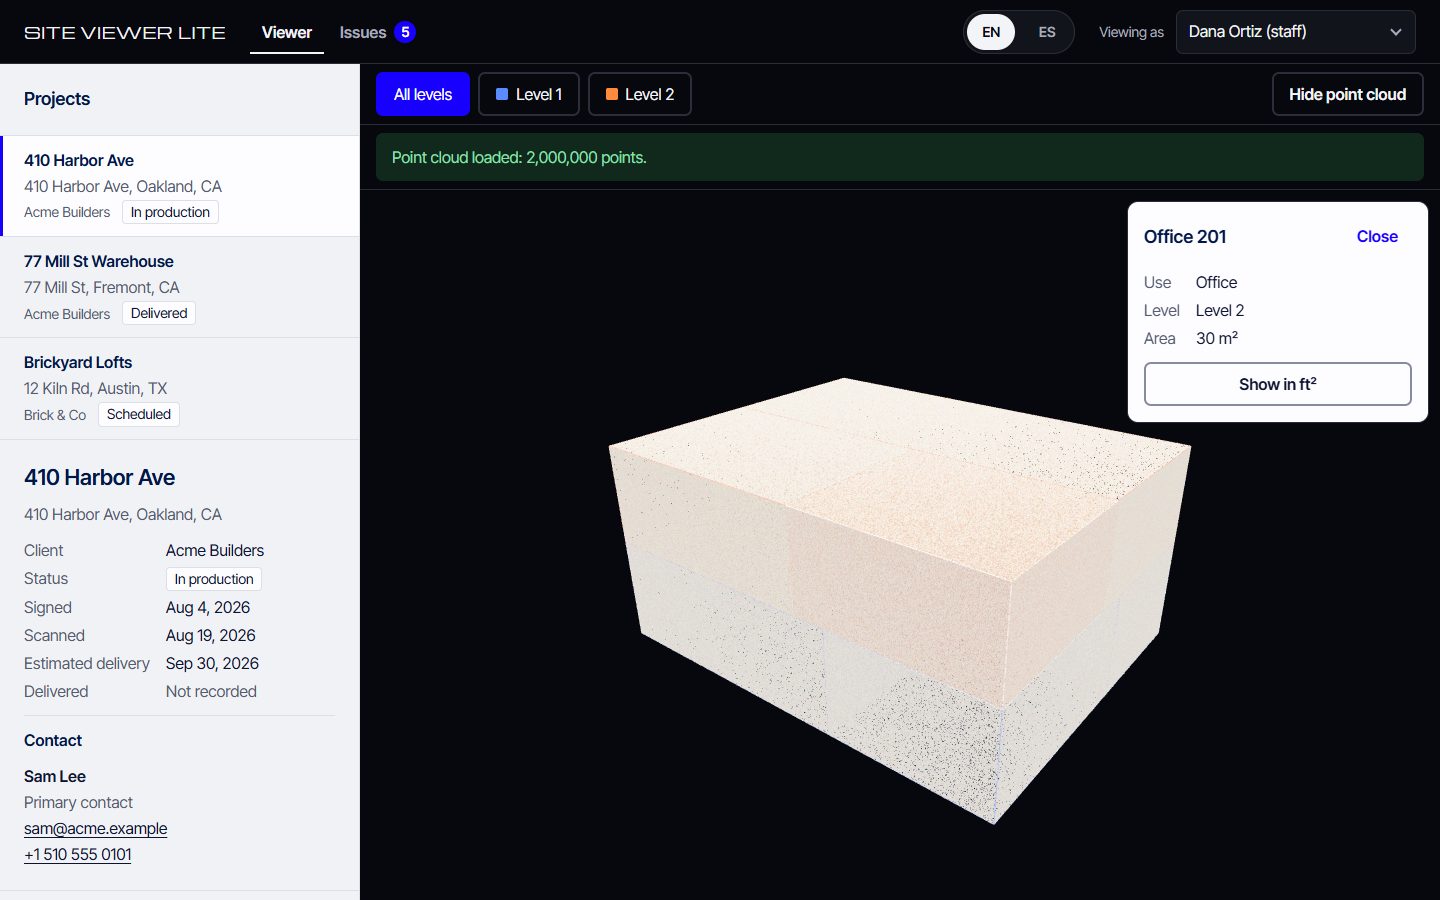 SITE VIEWER LITE
Viewer
Issues 5
EN ES
Viewing as
Dana Ortiz (staff)
Projects
410 Harbor Ave
410 Harbor Ave, Oakland, CA
Acme Builders In production
77 Mill St Warehouse
77 Mill St, Fremont, CA
Acme Builders Delivered
Brickyard Lofts
12 Kiln Rd, Austin, TX
Brick & Co Scheduled
410 Harbor Ave
410 Harbor Ave, Oakland, CA
Client Acme Builders
Status In production
Signed Aug 4, 2026
Scanned Aug 19, 2026
Estimated delivery Sep 30, 2026
Delivered Not recorded
Contact
Sam Lee
Primary contact
sam@acme.example
+1 510 555 0101
All levels Level 1 Level 2
Hide point cloud
Point cloud loaded: 2,000,000 points.
Office 201 Close
Use Office
Level Level 2
Area 30 m²
Show in ft²